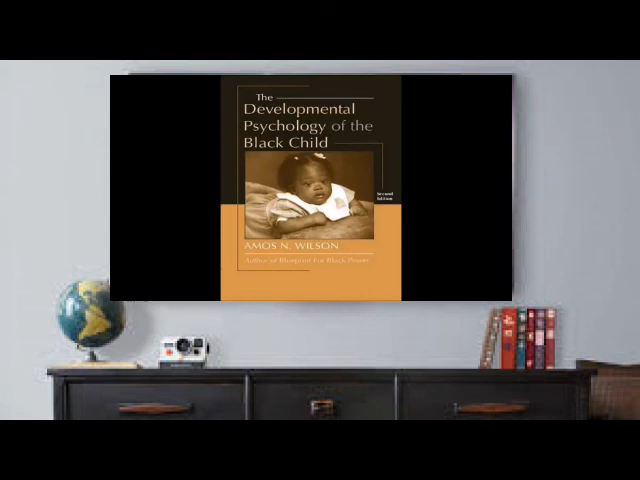 The
Developmental
Psychology of the
Black Child
Second
Edition
AMOS N. WILSON
Author of Blueprint For Black Power